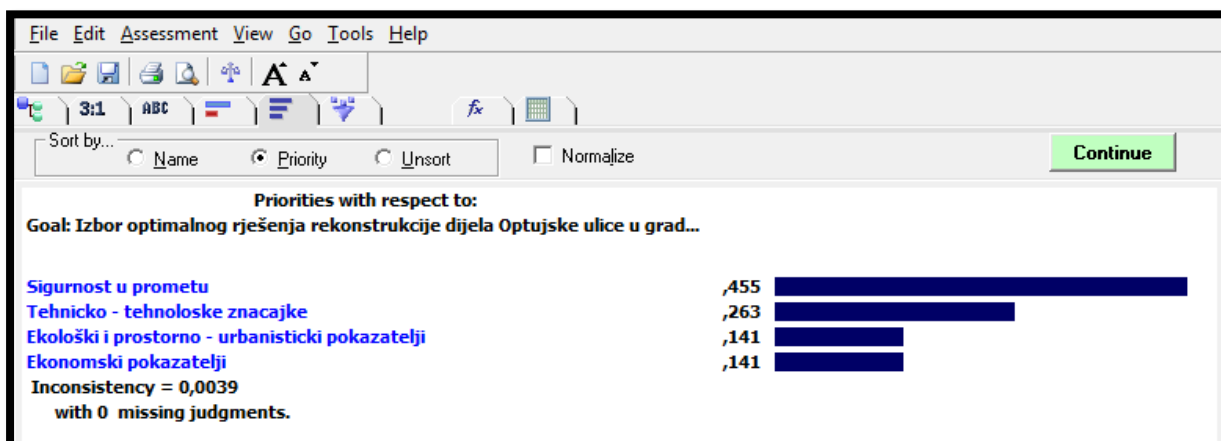 File Edit Assessment View Go Tools Help
A A
3:1 ABC fx
Sort by... Name Priority Unsort Normalize Continue
Priorities with respect to:
Goal: Izbor optimalnog rješenja rekonstrukcije dijela Optujske ulice u grad...
Sigurnost u prometu ,455
Tehnicko - tehnoloske znacajke ,263
Ekološki i prostorno - urbanisticki pokazatelji ,141
Ekonomski pokazatelji ,141
Inconsistency = 0,0039
with 0 missing judgments.